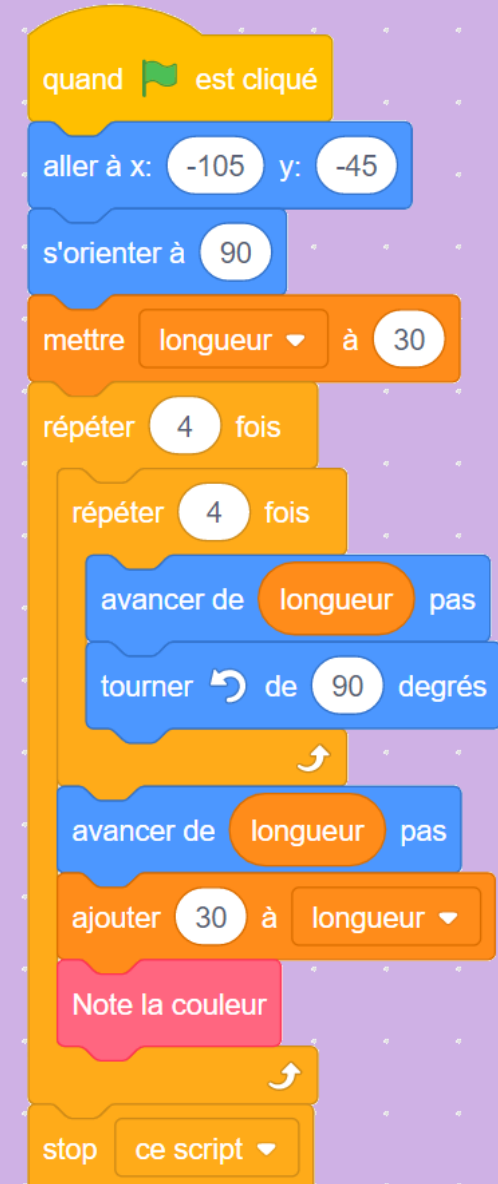 quand est cliqué
aller à x: -105 y: -45
s'orienter à 90
mettre longueur à 30
répéter 4 fois
répéter 4 fois
avancer de longueur pas
tourner de 90 degrés
avancer de longueur pas
ajouter 30 à longueur
Note la couleur
stop ce script